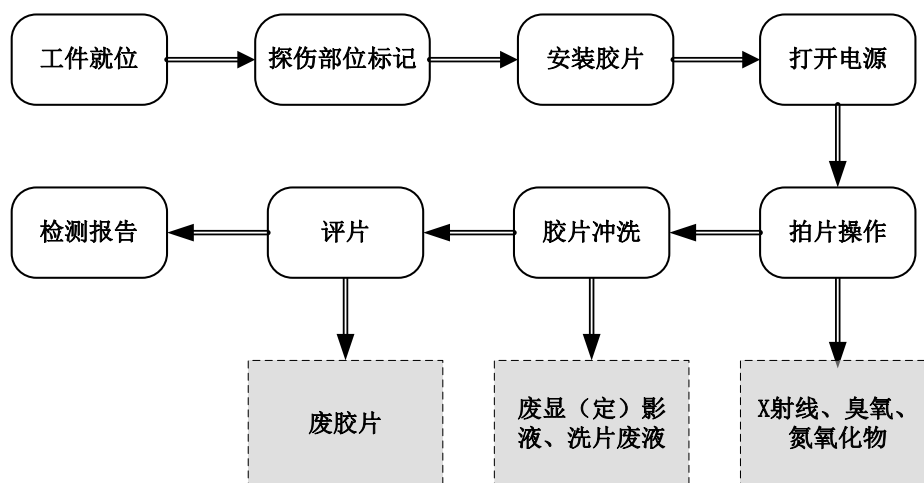 工件就位
探伤部位标记
安装胶片
打开电源
检测报告
评片
胶片冲洗
拍片操作
废胶片
废显（定）影
液、洗片废液
X射线、臭氧、
氮氧化物